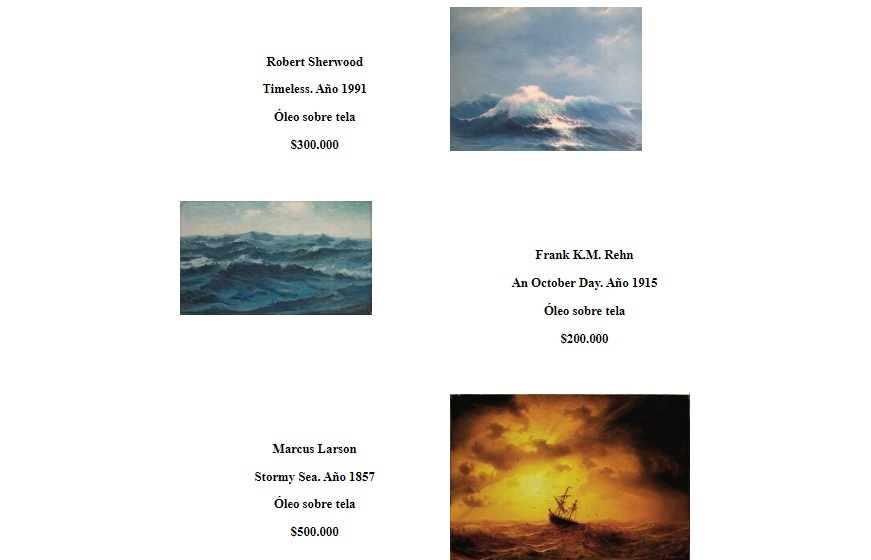 Robert Sherwood
Timeless. Año 1991
Óleo sobre tela
$300.000
Frank K.M. Rehn
An October Day. Año 1915
Óleo sobre tela
$200.000
Marcus Larson
Stormy Sea. Año 1857
Óleo sobre tela
$500.000